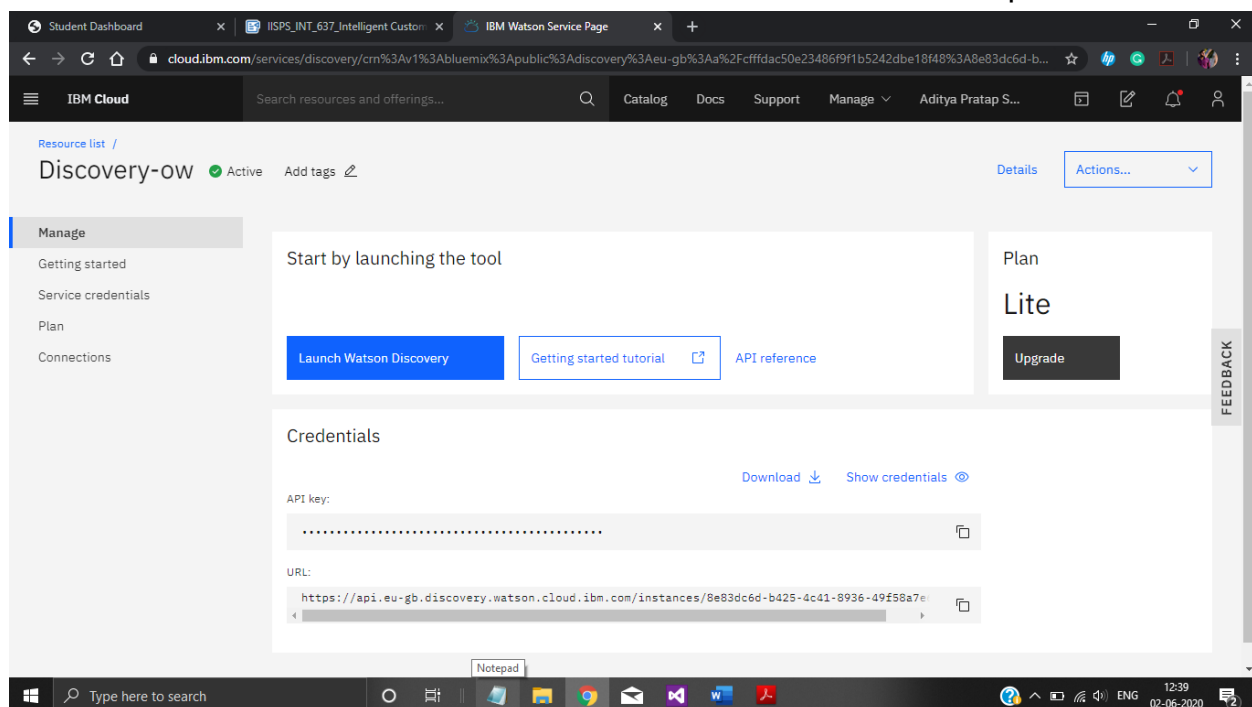 Student Dashboard
IISPS_INT_637_Intelligent Custom
IBM Watson Service Page
cloud.ibm.com/services/discovery/crn%3Av1%3Abluemix%3Apublic%3Adiscovery%3Aeu-gb%3Aa%2Fcfffdac50e23486f9f1b5242dbe18f48%3A8e83dc6d-b...
IBM Cloud
Search resources and offerings...
Catalog
Docs
Support
Manage
Aditya Pratap S...
Resource list /
Discovery-ow
Active
Add tags
Details
Actions...
Manage
Getting started
Service credentials
Plan
Connections
Start by launching the tool
Launch Watson Discovery
Getting started tutorial
API reference
Plan
Lite
Upgrade
FEEDBACK
Credentials
Download
Show credentials
API key:
URL:
https://api.eu-gb.discovery.watson.cloud.ibm.com/instances/8e83dc6d-b425-4c41-8936-49f58a7e
Notepad
Type here to search
ENG
12:39
02-06-2020